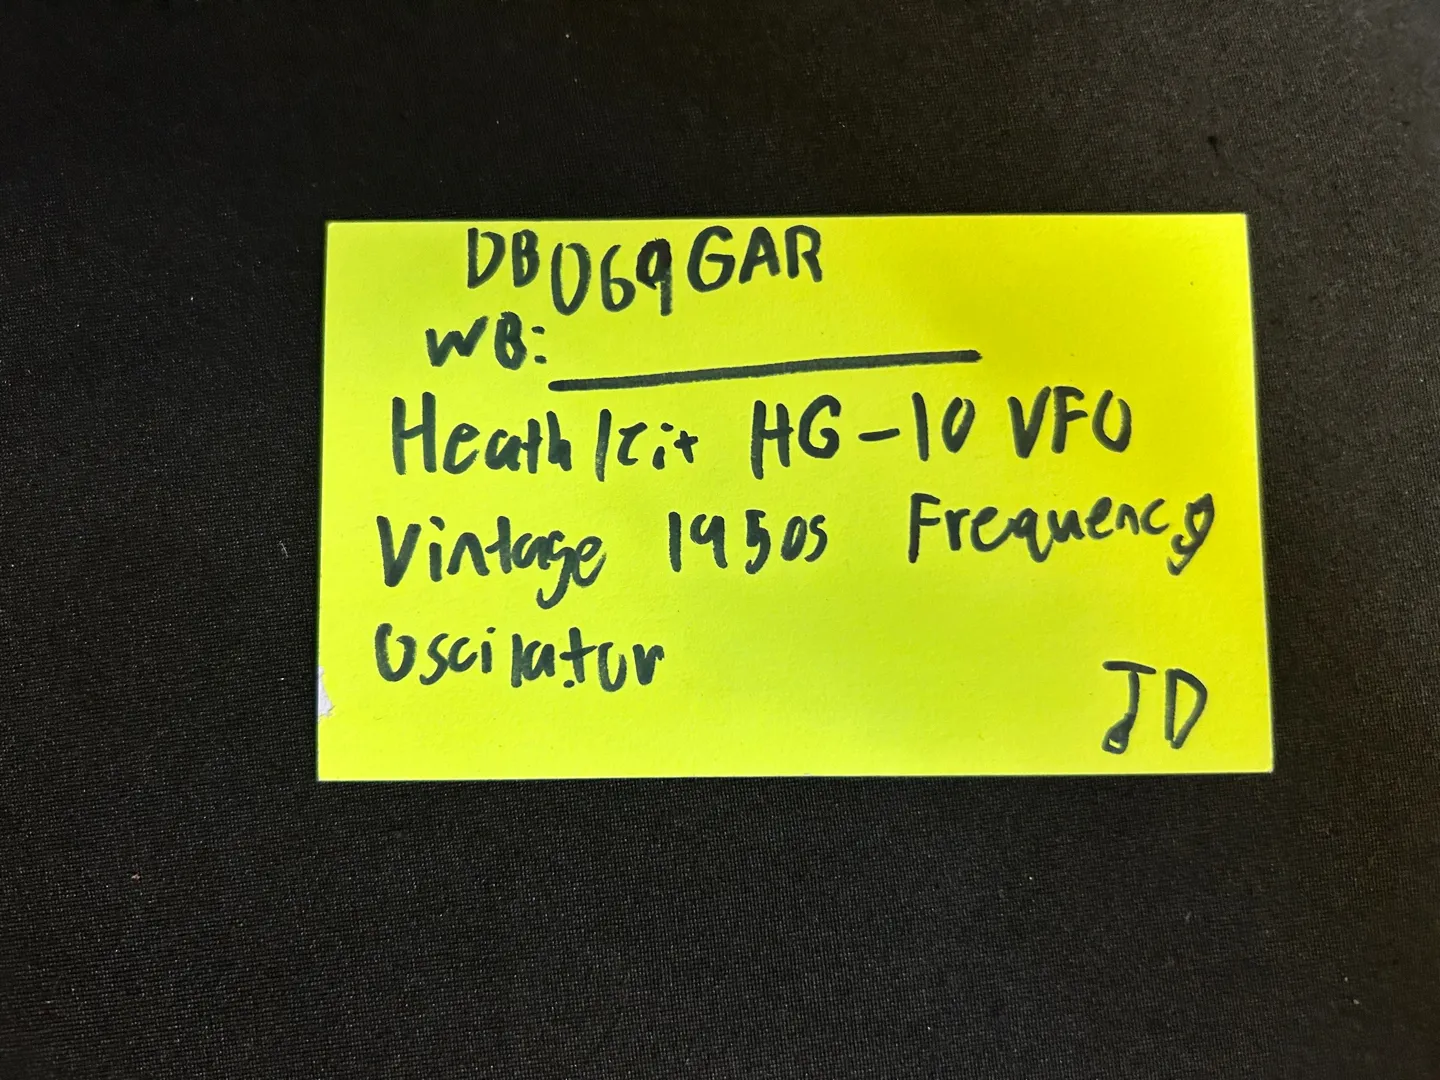 DB069GAR
WB:
Heathkit HG-10 VFO
Vintage 1950s Frequency
Oscilator
JD